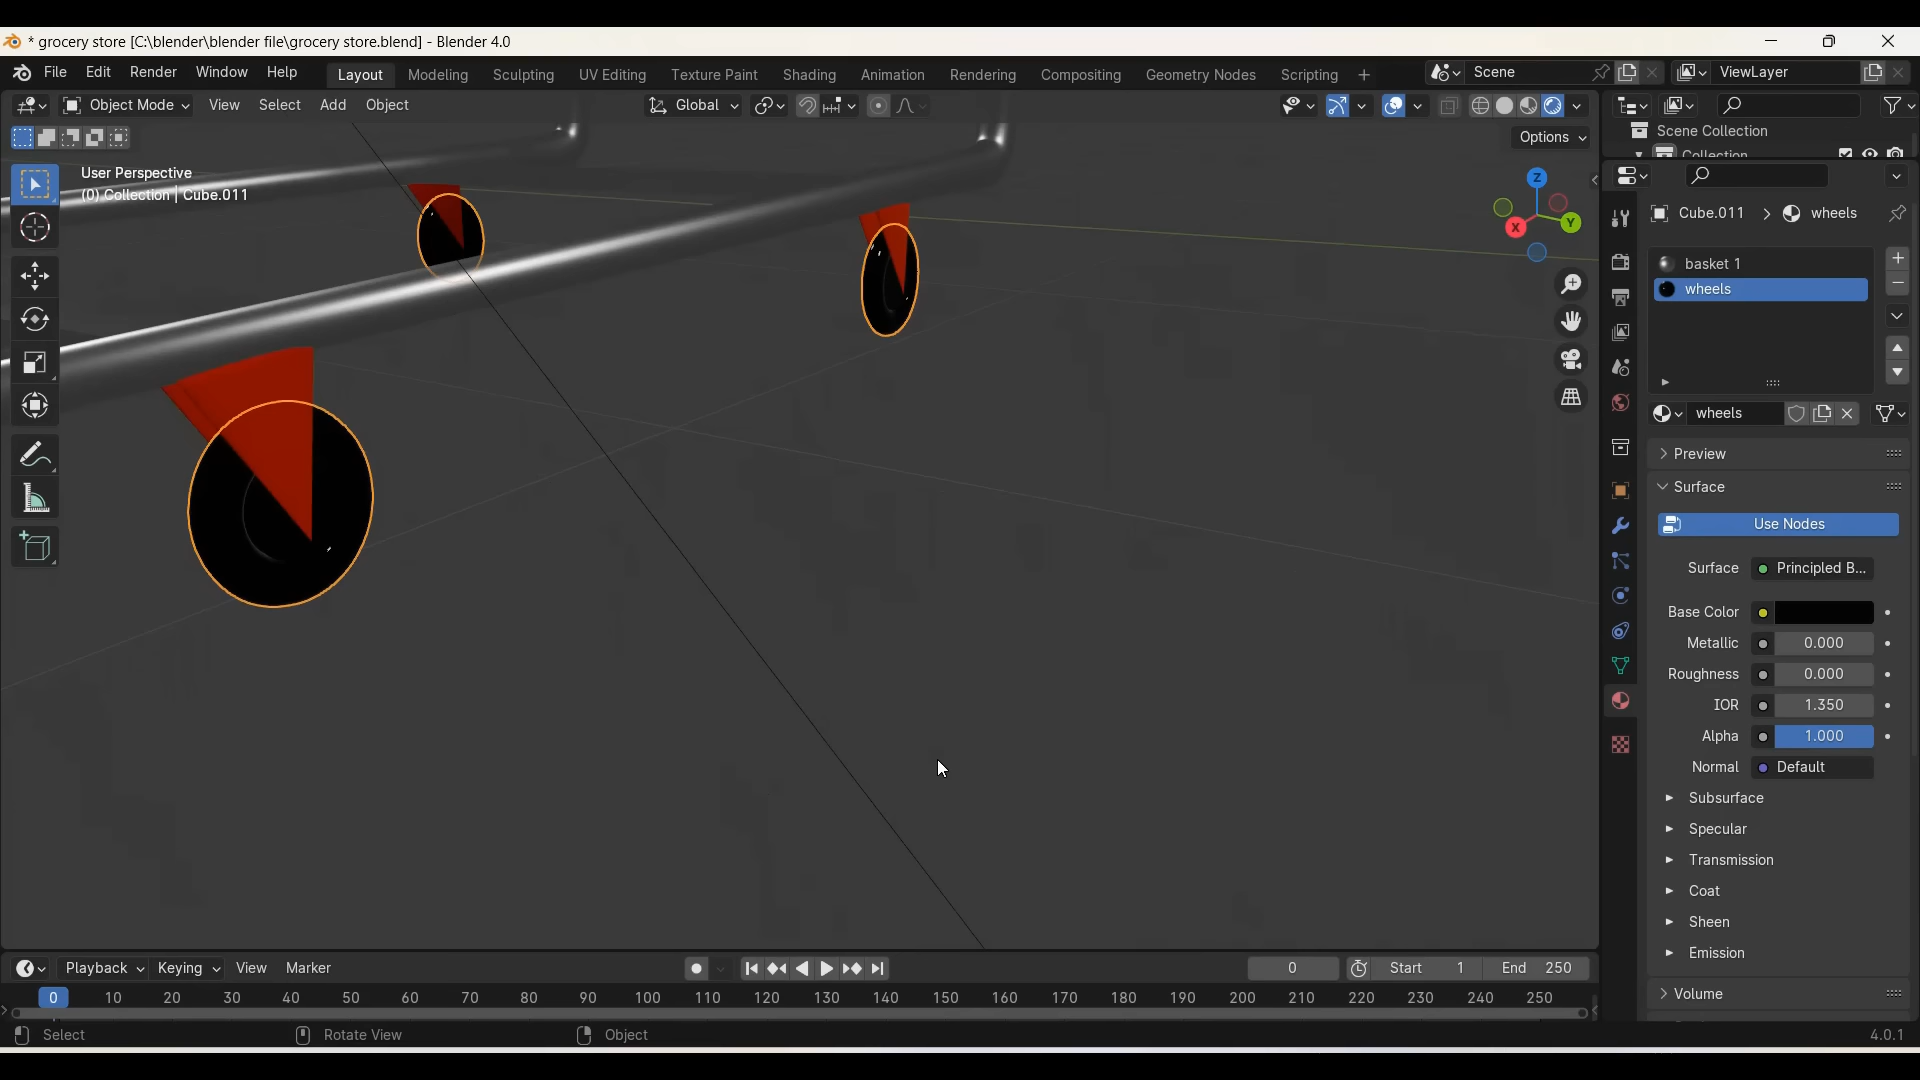 * grocery store [C:\blender\blender file\grocery store.blend] - Blender 4.0
File Edit Render Window Help Layout Modeling Sculpting UV Editing Texture Paint Shading Animation Rendering Compositing Geometry Nodes Scripting + Scene ViewLayer
Object Mode View Select Add Object Global
Options
User Perspective
(0) Collection | Cube.011
Z
Y
X
Scene Collection
Collection
Cube.011 > wheels
basket 1
wheels
wheels
Preview
Surface
Use Nodes
Surface Principled B...
Base Color
Metallic 0.000
Roughness 0.000
IOR 1.350
Alpha 1.000
Normal Default
Subsurface
Specular
Transmission
Coat
Sheen
Emission
Volume
Playback Keying View Marker 0 Start 1 End 250
0 10 20 30 40 50 60 70 80 90 100 110 120 130 140 150 160 170 180 190 200 210 220 230 240 250
Select Rotate View Object 4.0.1